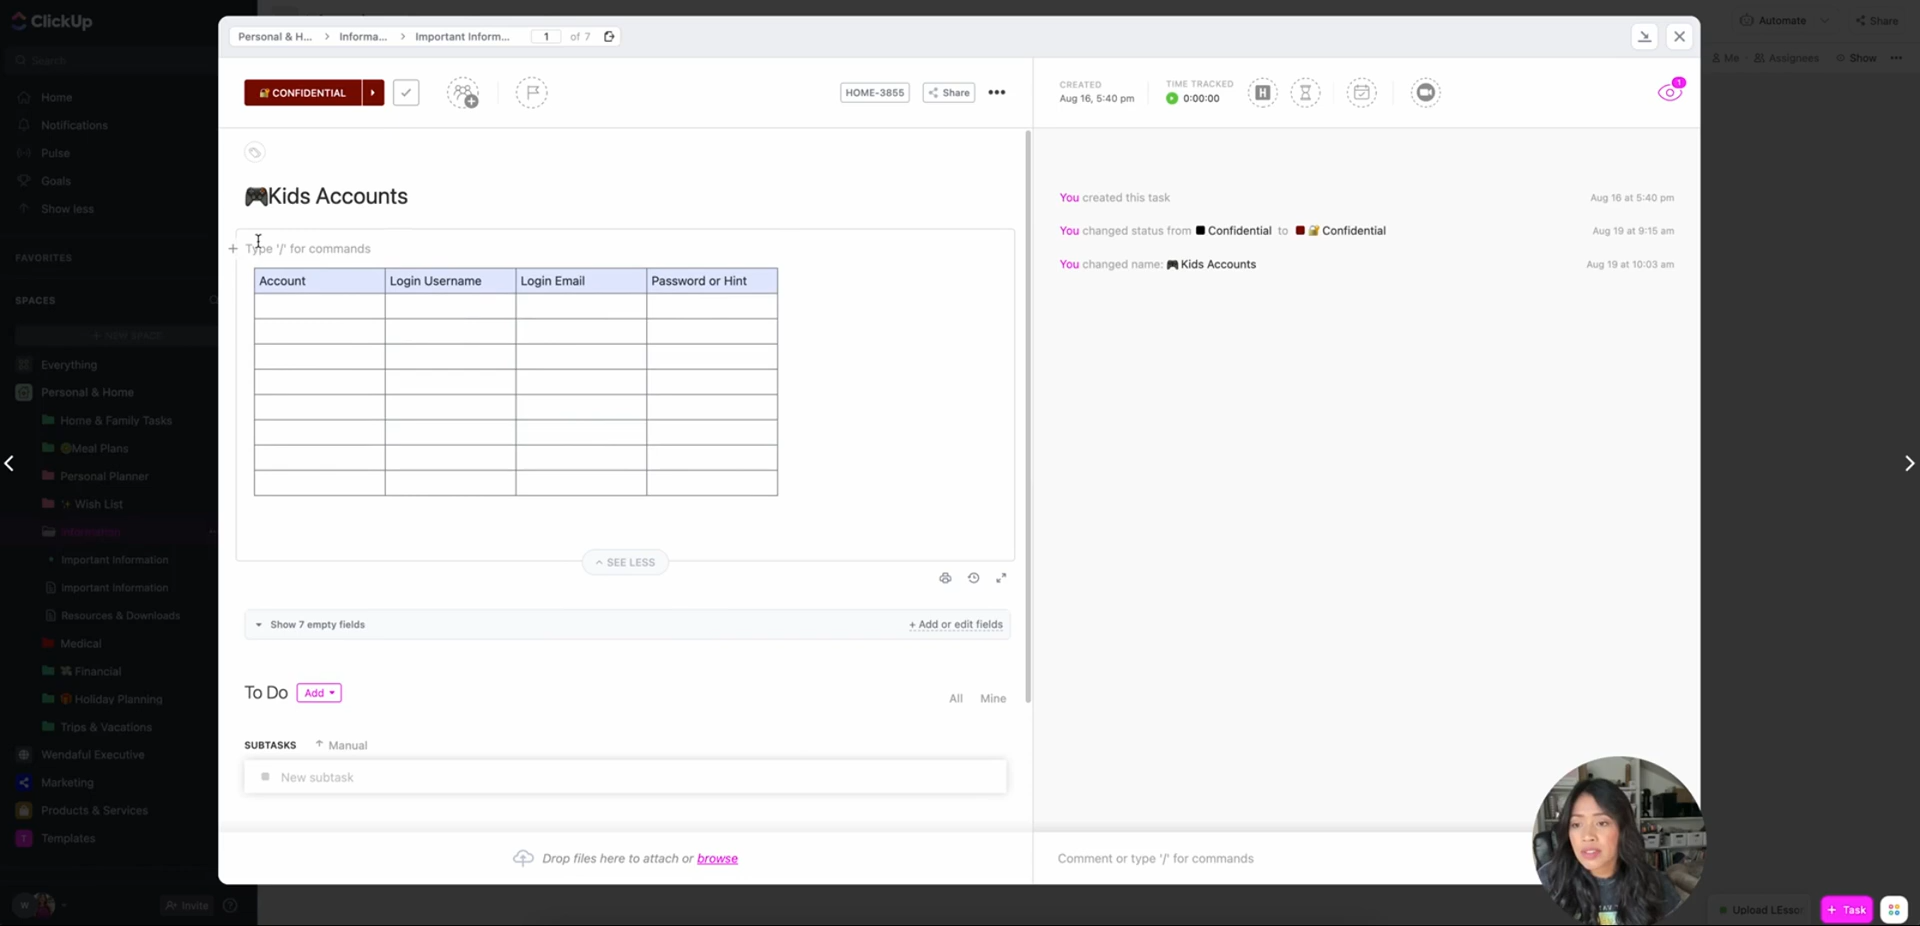 ClickUp
Search
Home
Notifications
Pulse
Goals
Show less
FAVORITES
SPACES
+ NEW SPACE
Everything
Personal & Home
Home & Family Tasks
🥑Meal Plans
Personal Planner
✨ Wish List
Information
Important Information
Important Information
Resources & Downloads
Medical
💸 Financial
🎁 Holiday Planning
Trips & Vacations
Wendaful Executive
Marketing
Products & Services
Templates
W
Invite
Personal & H... > Informa... > Important Inform... 1 of 7
🔐 CONFIDENTIAL
HOME-3855
Share
🎮Kids Accounts
Type '/' for commands
Account Login Username Login Email Password or Hint
SEE LESS
Show 7 empty fields
+ Add or edit fields
To Do Add
All Mine
SUBTASKS Manual
New subtask
Drop files here to attach or browse
CREATED
Aug 16, 5:40 pm
TIME TRACKED
0:00:00
1
You created this task Aug 16 at 5:40 pm
You changed status from Confidential to 🔐 Confidential Aug 19 at 9:15 am
You changed name: 🎮 Kids Accounts Aug 19 at 10:03 am
Comment or type '/' for commands
Automate
Share
Me
Assignees
Show
Upload LEsson
+ Task